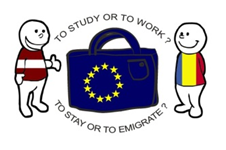 TO STUDY OR TO WORK ?
TO STAY OR TO EMIGRATE ?